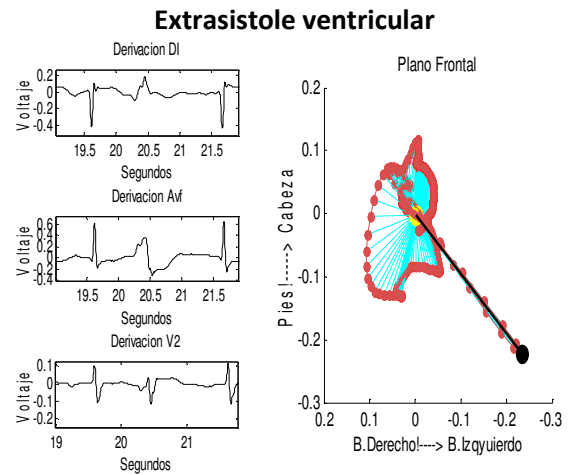 Extrasistole ventricular
Derivacion DI
Voltaje
0.2
0
-0.2
-0.4
19.5 20 20.5 21 21.5
Segundos
Derivacion Avf
Voltaje
0.6
0.4
0.2
0
-0.2
-0.4
19.5 20 20.5 21 21.5
Segundos
Derivacion V2
Voltaje
0.1
0
-0.1
-0.2
19 20 21
Segundos
Plano Frontal
Pies!-----> Cabeza
0.2
0.1
0
-0.1
-0.2
-0.3
0.2 0.1 0 -0.1 -0.2 -0.3
B.Derecho!----> B.Izqyuierdo